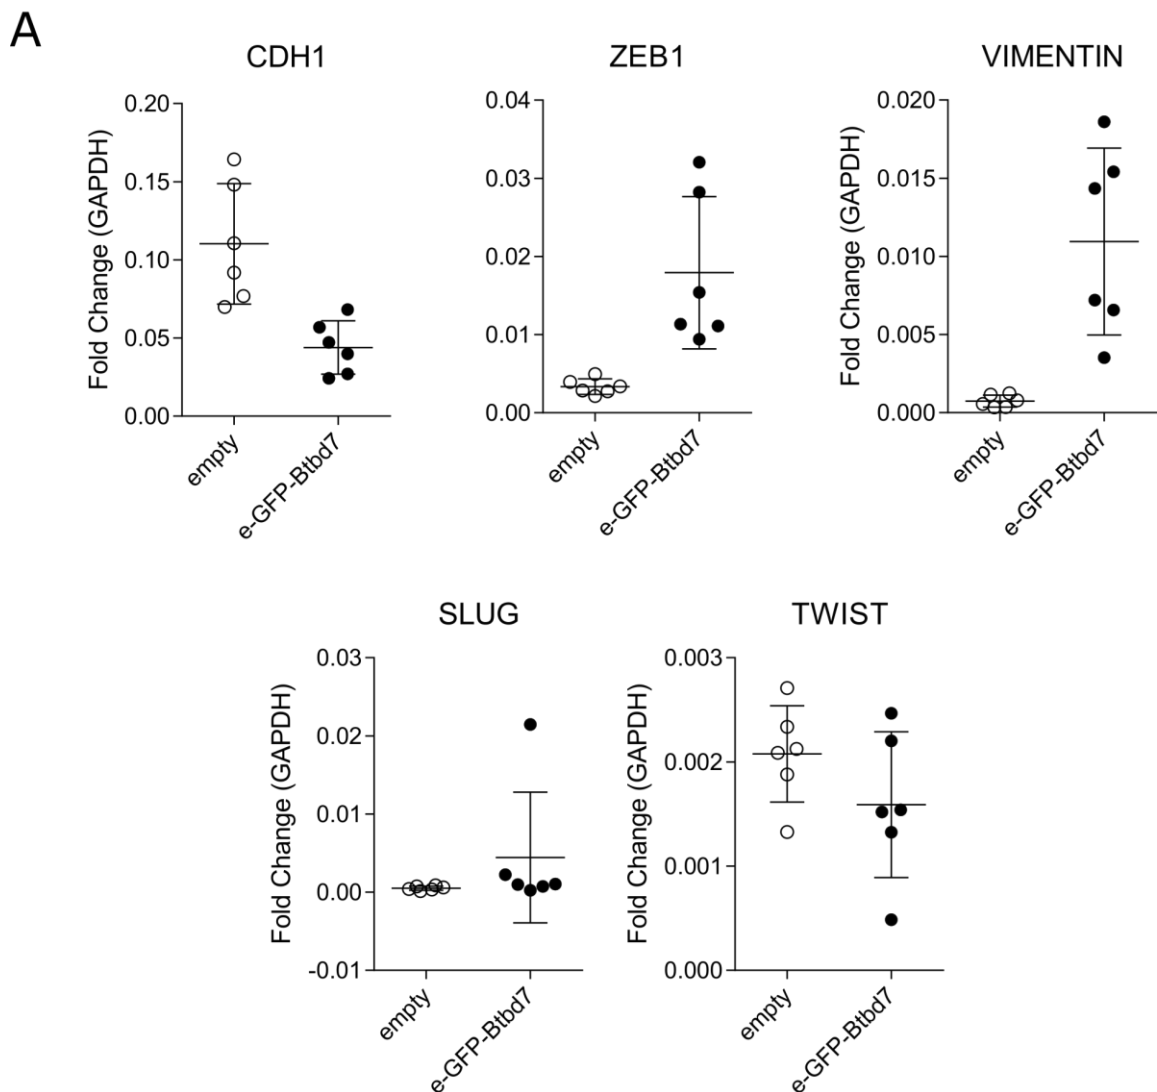 A
CDH1
Fold Change (GAPDH)
0.20
0.15
0.10
0.05
0.00
empty
e-GFP-Btbd7
ZEB1
0.04
0.03
0.02
0.01
0.00
empty
e-GFP-Btbd7
VIMENTIN
Fold Change (GAPDH)
0.020
0.015
0.010
0.005
0.000
empty
e-GFP-Btbd7
SLUG
Fold Change (GAPDH)
0.03
0.02
0.01
0.00
-0.01
empty
e-GFP-Btbd7
TWIST
Fold Change (GAPDH)
0.003
0.002
0.001
0.000
empty
e-GFP-Btbd7